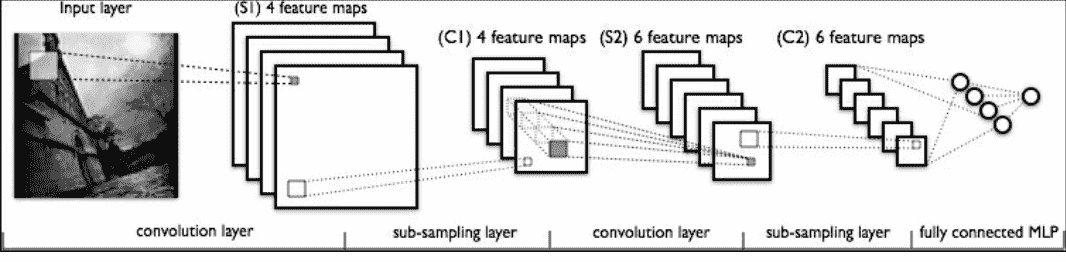 Input layer
(S1) 4 feature maps
(C1) 4 feature maps
(S2) 6 feature maps
(C2) 6 feature maps
convolution layer
sub-sampling layer
convolution layer
sub-sampling layer
fully connected MLP